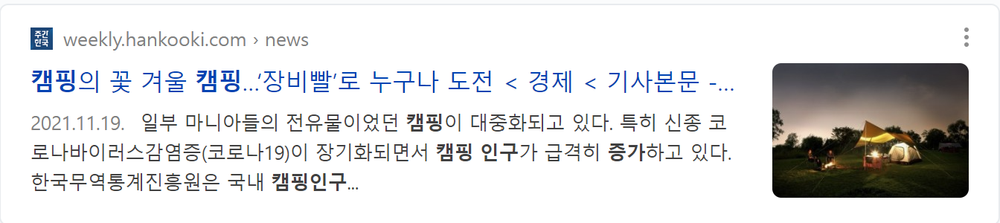 주간
한국
weekly.hankooki.com › news
캠핑의 꽃 겨울 캠핑...‘장비빨’로 누구나 도전 < 경제 < 기사본문 -...
2021.11.19. 일부 마니아들의 전유물이었던 캠핑이 대중화되고 있다. 특히 신종 코
로나바이러스감염증(코로나19)이 장기화되면서 캠핑 인구가 급격히 증가하고 있다.
한국무역통계진흥원은 국내 캠핑인구...